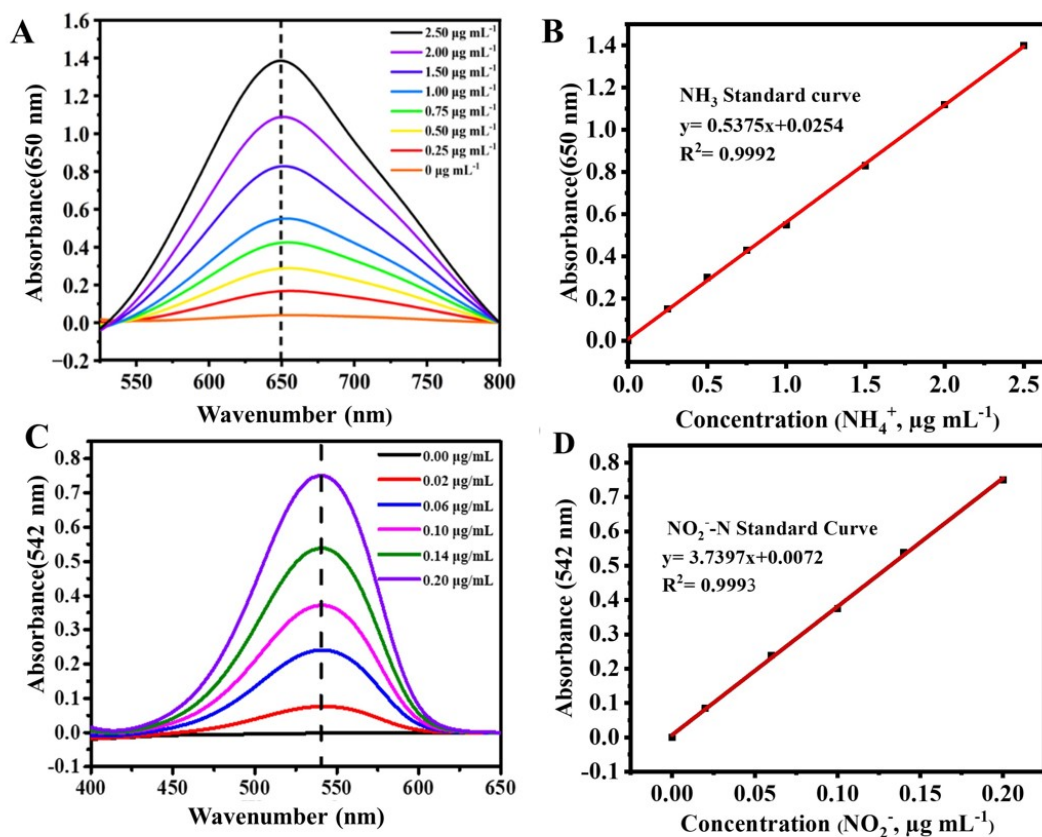 A
Absorbance(650 nm)
1.6
1.4
1.2
1.0
0.8
0.6
0.4
0.2
0.0
−0.2
2.50 µg mL⁻¹
2.00 µg mL⁻¹
1.50 µg mL⁻¹
1.00 µg mL⁻¹
0.75 µg mL⁻¹
0.50 µg mL⁻¹
0.25 µg mL⁻¹
0 µg mL⁻¹
550 600 650 700 750 800
Wavenumber (nm)
B
Absorbance(650 nm)
1.4
1.2
1.0
0.8
0.6
0.4
0.2
0.0
NH₃ Standard curve
y= 0.5375x+0.0254
R²= 0.9992
0.0 0.5 1.0 1.5 2.0 2.5
Concentration (NH₄⁺, µg mL⁻¹)
C
Absorbance(542 nm)
0.8
0.7
0.6
0.5
0.4
0.3
0.2
0.1
0.0
-0.1
0.00 µg/mL
0.02 µg/mL
0.06 µg/mL
0.10 µg/mL
0.14 µg/mL
0.20 µg/mL
400 450 500 550 600 650
Wavenumber (nm)
D
Absorbance (542 nm)
0.8
0.7
0.6
0.5
0.4
0.3
0.2
0.1
0.0
-0.1
NO₂⁻-N Standard Curve
y= 3.7397x+0.0072
R²= 0.9993
0.00 0.05 0.10 0.15 0.20
Concentration (NO₂⁻, µg mL⁻¹)